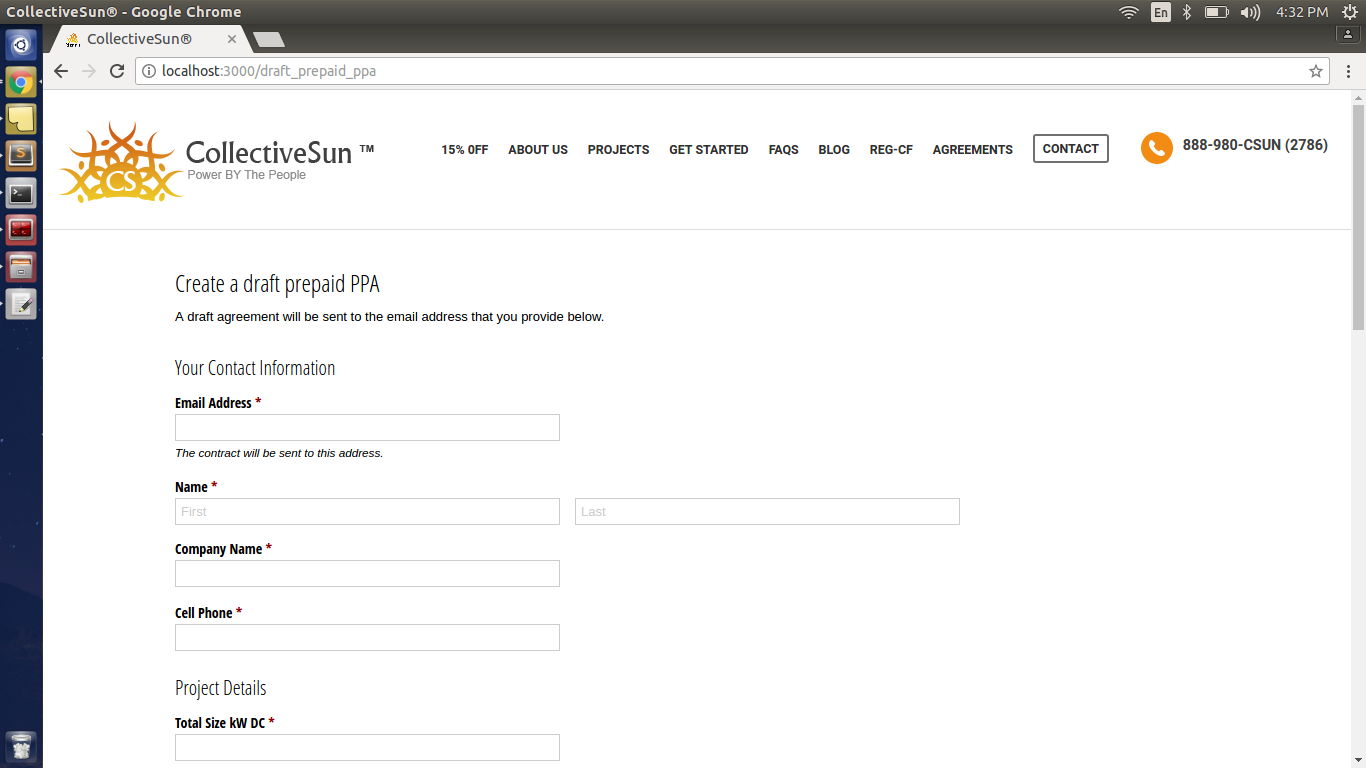 CollectiveSun® - Google Chrome
En
4:32 PM
CollectiveSun®
localhost:3000/draft_prepaid_ppa
CS
CollectiveSun ™
Power BY The People
15% 0FF
ABOUT US
PROJECTS
GET STARTED
FAQS
BLOG
REG-CF
AGREEMENTS
CONTACT
888-980-CSUN (2786)
Create a draft prepaid PPA
A draft agreement will be sent to the email address that you provide below.
Your Contact Information
Email Address *
The contract will be sent to this address.
Name *
First
Last
Company Name *
Cell Phone *
Project Details
Total Size kW DC *